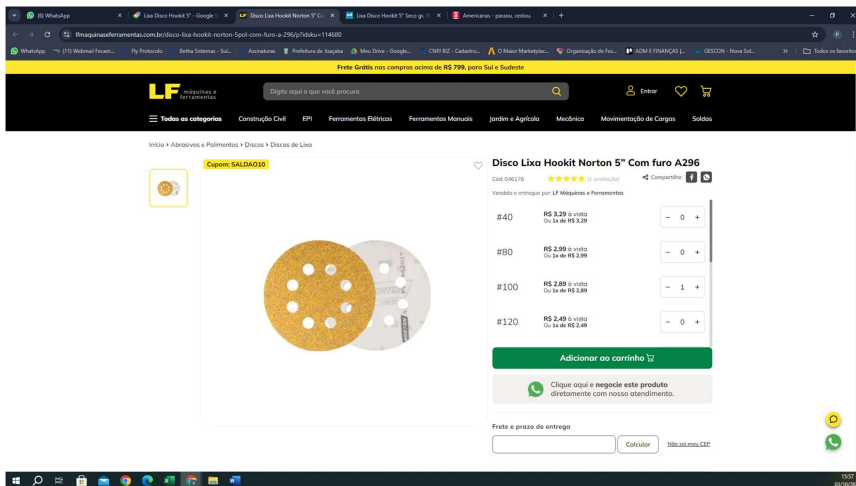 (6) WhatsApp
Lixa Disco Hookit 5" - Google
Disco Lixa Hookit Norton 5" C
Lixa Disco Hookit 5" Seco gr.
Americanas - passou, cestou.
lfmaquinaseferramentas.com.br/disco-lixa-hookit-norton-5pol-com-furo-a-296/p?idsku=114680
WhatsApp
(11) Webmail Fecam...
Fly Protocolo
Betha Sistemas - Suí...
Assinaturas
Prefeitura de Joaçaba
Meu Drive - Google...
CNPJ BIZ - Cadastro...
O Maior Marketplac...
Organização de Fes...
ADM E FINANÇAS |...
GESCON - Nova Sol...
Todos os favoritos
Frete Grátis nas compras acima de R$ 799, para Sul e Sudeste
LF máquinas e ferramentas
Digite aqui o que você procura
Entrar
Todas as categorias
Construção Civil
EPI
Ferramentas Elétricas
Ferramentas Manuais
Jardim e Agrícola
Mecânica
Movimentação de Cargas
Soldas
Início > Abrasivos e Polimentos > Discos > Discos de Lixa
Cupom: SALDAO10
Disco Lixa Hookit Norton 5" Com furo A296
Cód: 046176
(1 avaliação)
Compartilhe:
Vendido e entregue por: LF Máquinas e Ferramentas
#40
R$ 3,29 à vista
Ou 1x de R$ 3,29
- 0 +
#80
R$ 2,99 à vista
Ou 1x de R$ 2,99
- 0 +
#100
R$ 2,89 à vista
Ou 1x de R$ 2,89
- 1 +
#120
R$ 2,49 à vista
Ou 1x de R$ 2,49
- 0 +
Adicionar ao carrinho
Clique aqui e negocie este produto
diretamente com nosso atendimento.
Frete e prazo de entrega
Calcular
Não sei meu CEP
15:57